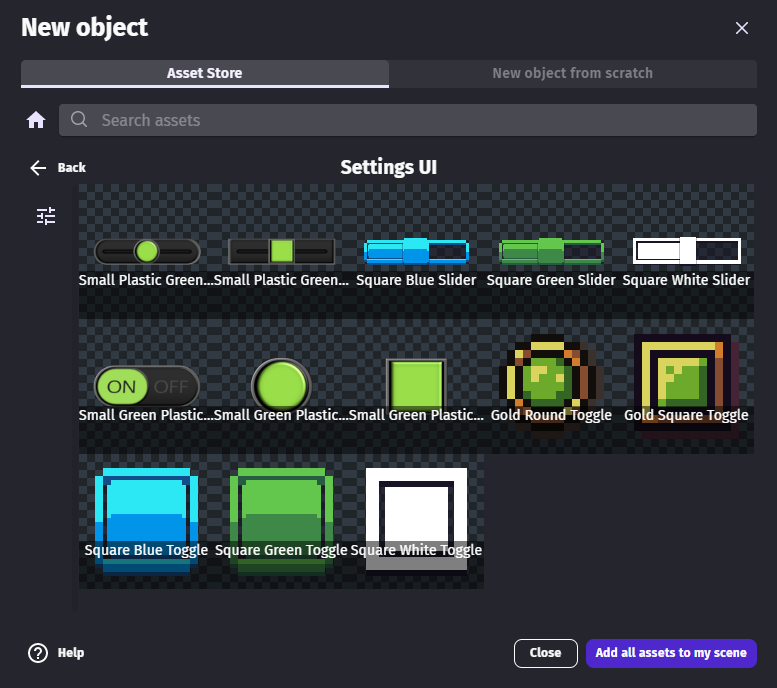 New object
Asset Store
New object from scratch
Search assets
Back
Settings UI
Small Plastic Green...
Small Plastic Green...
Square Blue Slider
Square Green Slider
Square White Slider
ON OFF
Small Green Plastic...
Small Green Plastic...
Small Green Plastic...
Gold Round Toggle
Gold Square Toggle
Square Blue Toggle
Square Green Toggle
Square White Toggle
Help
Close
Add all assets to my scene